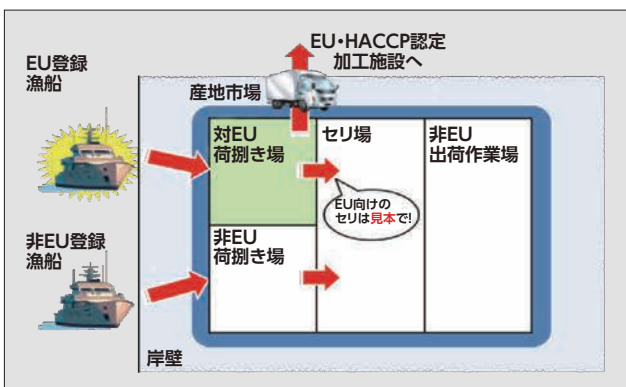 EU・HACCP認定
加工施設へ
EU登録
漁船
産地市場
対EU
荷捌き場
セリ場
非EU
出荷作業場
EU向けの
セリは見本で!
非EU登録
漁船
非EU
荷捌き場
岸壁